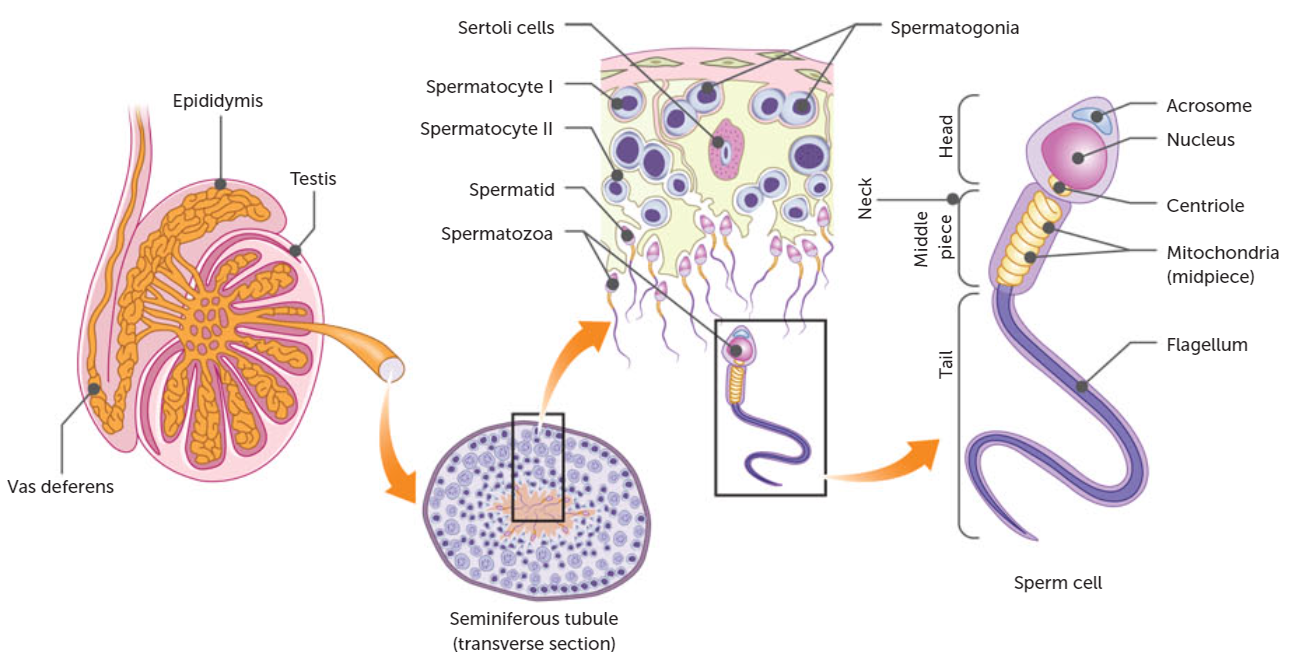 Sertoli cells
Spermatogonia
Spermatocyte I
Epididymis
Acrosome
Spermatocyte II
Head
Nucleus
Testis
Spermatid
Neck
Centriole
Spermatozoa
Middle
piece
Mitochondria
(midpiece)
Flagellum
Tail
Vas deferens
Sperm cell
Seminiferous tubule
(transverse section)